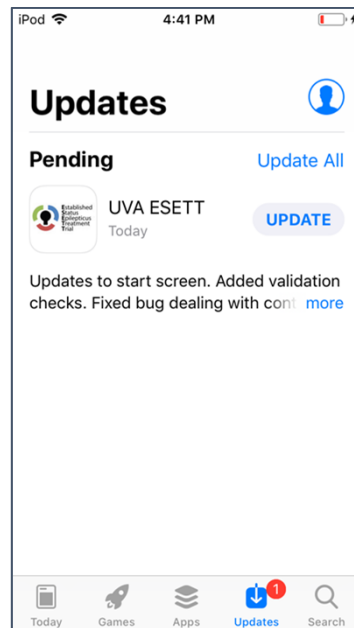 iPod 4:41 PM
Updates
Pending Update All
Established
Status
Epilepticus
Treatment
Trial
UVA ESETT
Today
UPDATE
Updates to start screen. Added validation
checks. Fixed bug dealing with cont more
1
Today Games Apps Updates Search